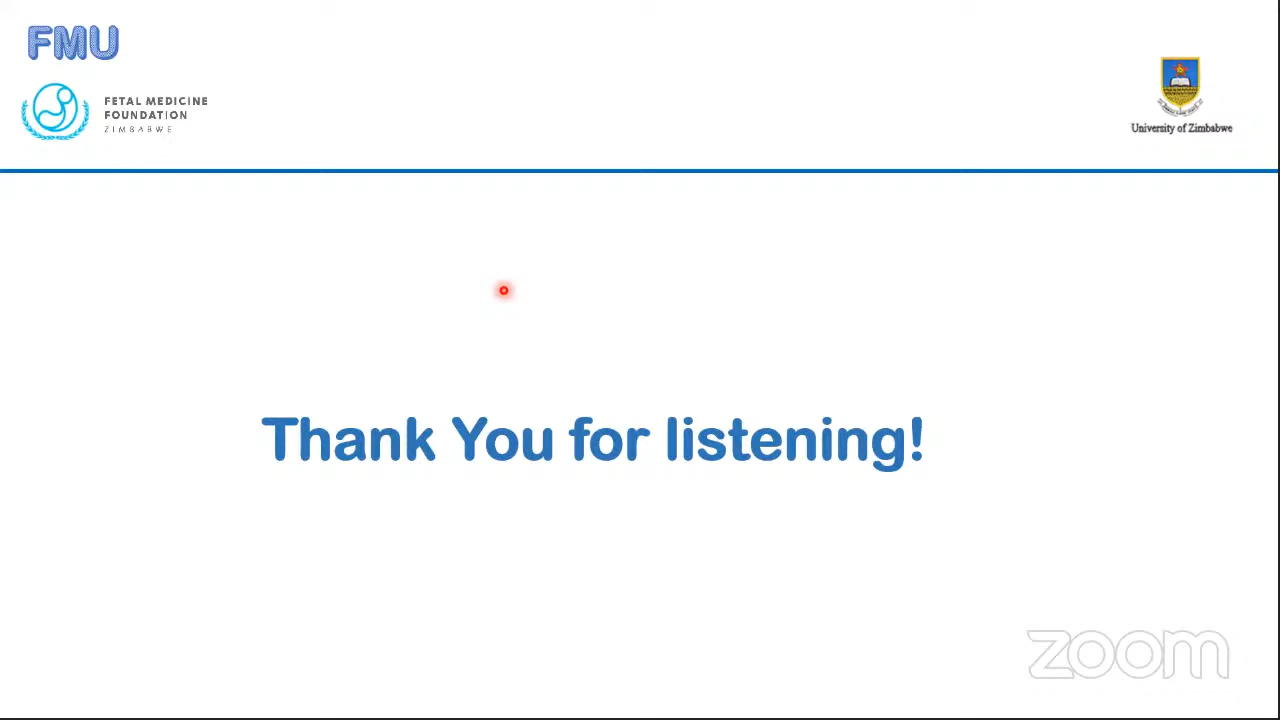 FMU
FETAL MEDICINE
FOUNDATION
ZIMBABWE
University of Zimbabwe
Thank You for listening!
zoom